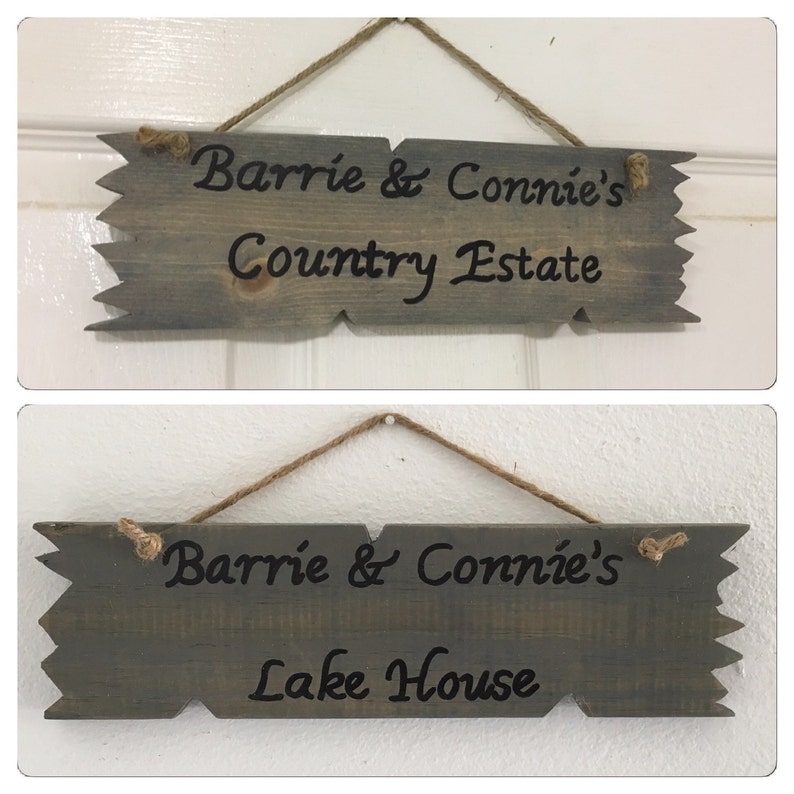 Barrie & Connie's
Country Estate
Barrie & Connie's
Lake House